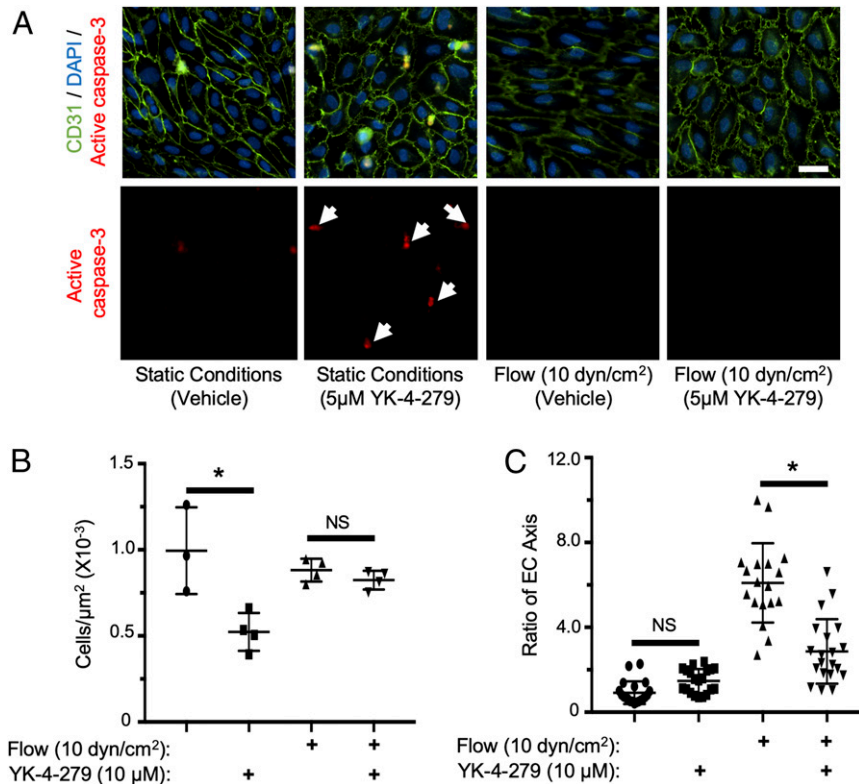 A
CD31 / DAPI /
Active caspase-3
Active
caspase-3
Static Conditions
(Vehicle)
Static Conditions
(5µM YK-4-279)
Flow (10 dyn/cm²)
(Vehicle)
Flow (10 dyn/cm²)
(5µM YK-4-279)
B
Cells/µm² (X10⁻³)
1.5
1.0
0.5
0
*
NS
Flow (10 dyn/cm²):
+
+
YK-4-279 (10 µM):
+
+
C
Ratio of EC Axis
12.0
8.0
4.0
0
NS
*
Flow (10 dyn/cm²):
+
+
YK-4-279 (10 µM):
+
+